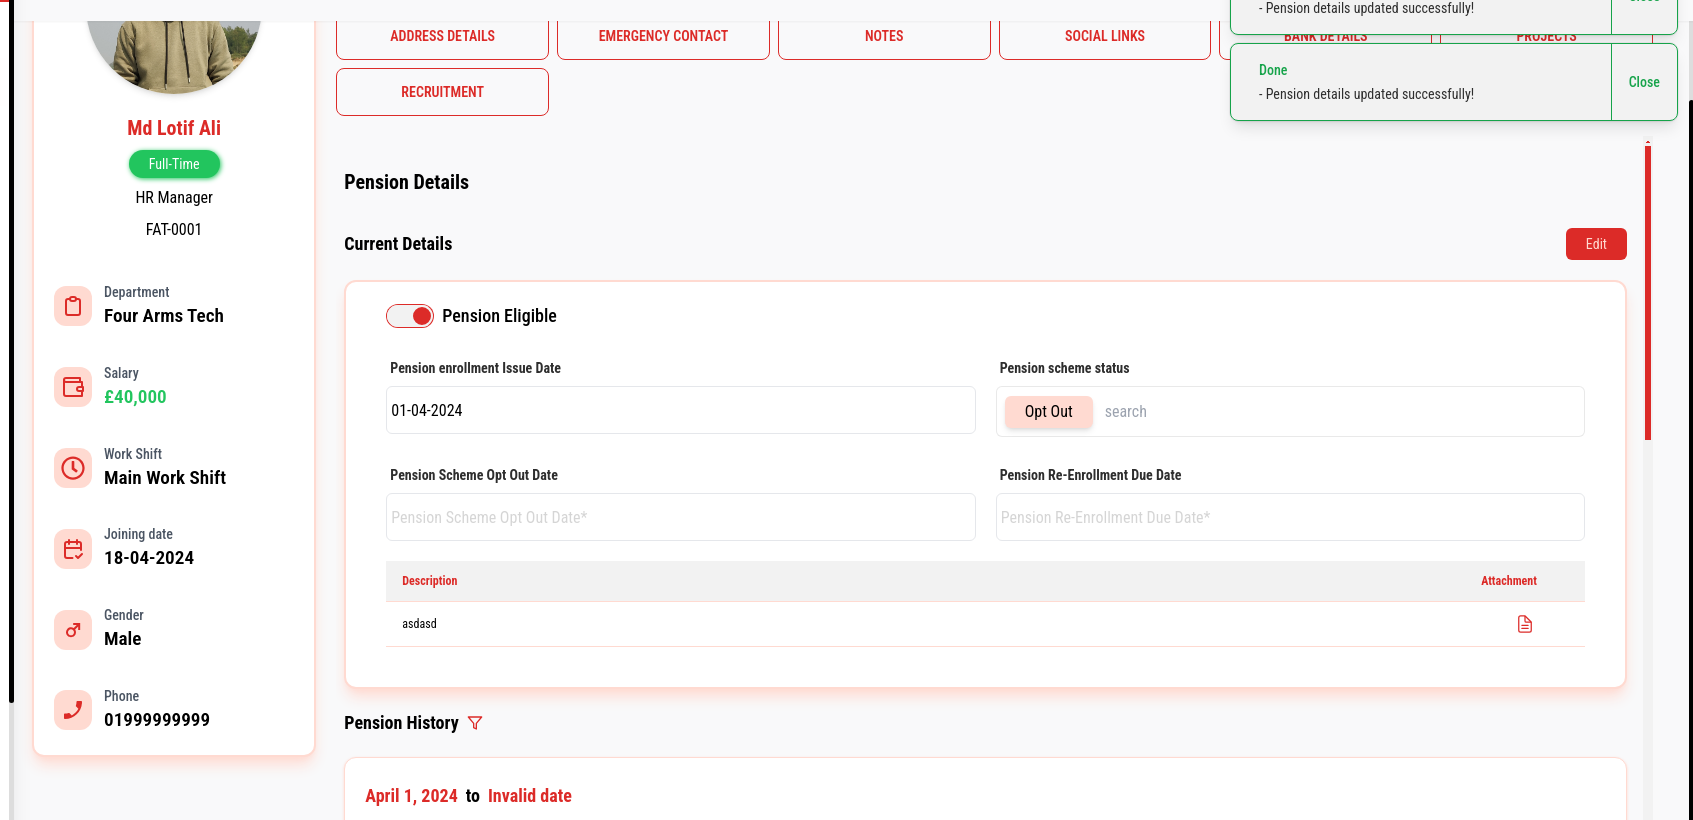 - Pension details updated successfully!
ADDRESS DETAILS
EMERGENCY CONTACT
NOTES
SOCIAL LINKS
BANK DETAILS
PROJECTS
Done
- Pension details updated successfully!
Close
RECRUITMENT
Md Lotif Ali
Full-Time
HR Manager
FAT-0001
Department
Four Arms Tech
Salary
£40,000
Work Shift
Main Work Shift
Joining date
18-04-2024
Gender
Male
Phone
01999999999
Pension Details
Current Details
Edit
Pension Eligible
Pension enrollment Issue Date
Pension scheme status
01-04-2024
Opt Out
search
Pension Scheme Opt Out Date
Pension Re-Enrollment Due Date
Pension Scheme Opt Out Date*
Pension Re-Enrollment Due Date*
Description
Attachment
asdasd
Pension History
April 1, 2024 to Invalid date